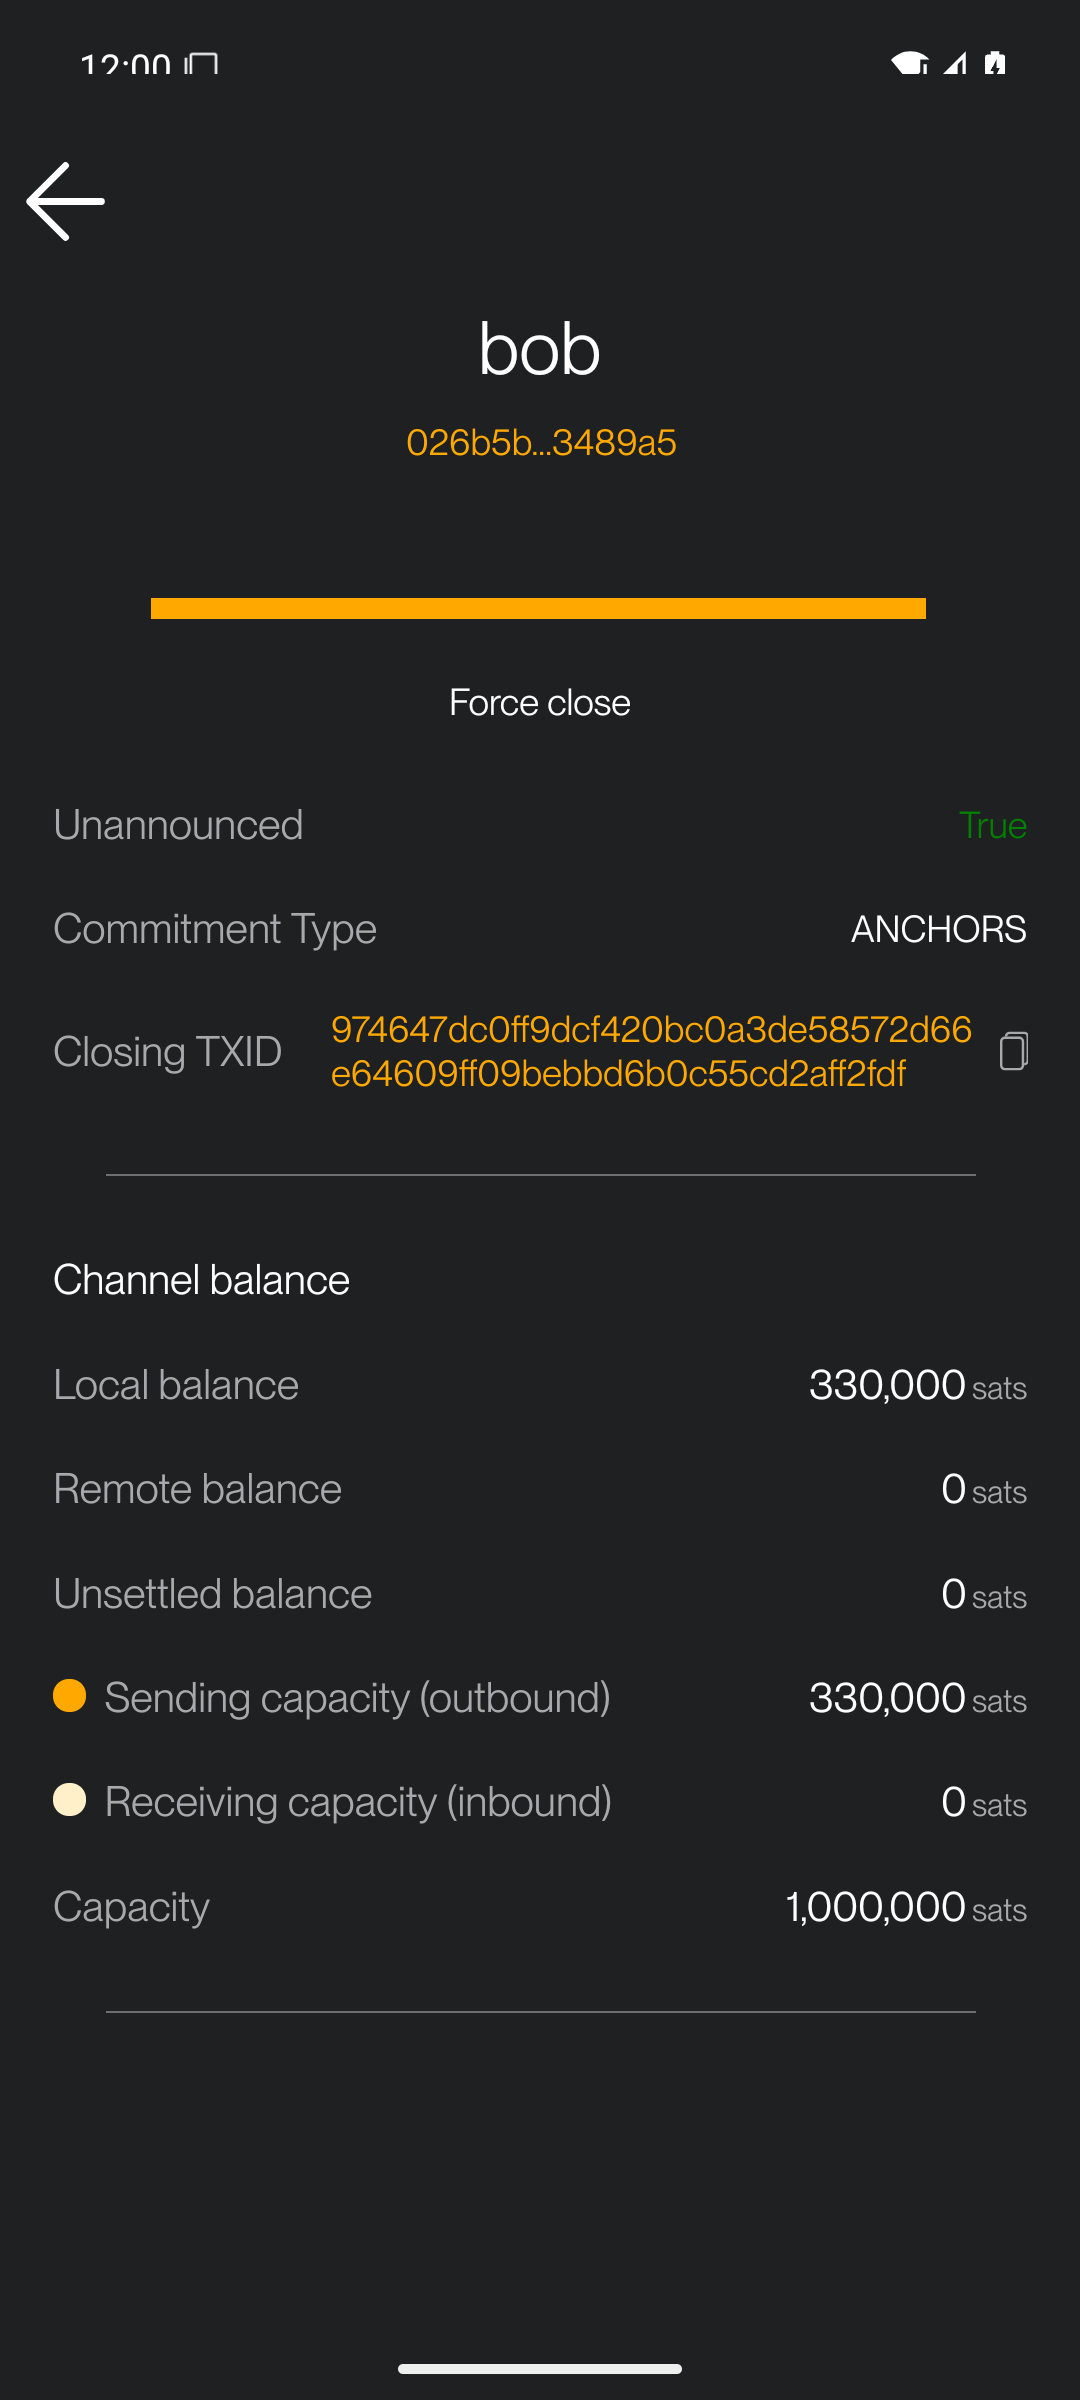 12:00
bob
026b5b...3489a5
Force close
Unannounced True
Commitment Type ANCHORS
Closing TXID 974647dc0ff9dcf420bc0a3de58572d66
e64609ff09bebbd6b0c55cd2aff2fdf
Channel balance
Local balance 330,000 sats
Remote balance 0 sats
Unsettled balance 0 sats
Sending capacity (outbound) 330,000 sats
Receiving capacity (inbound) 0 sats
Capacity 1,000,000 sats